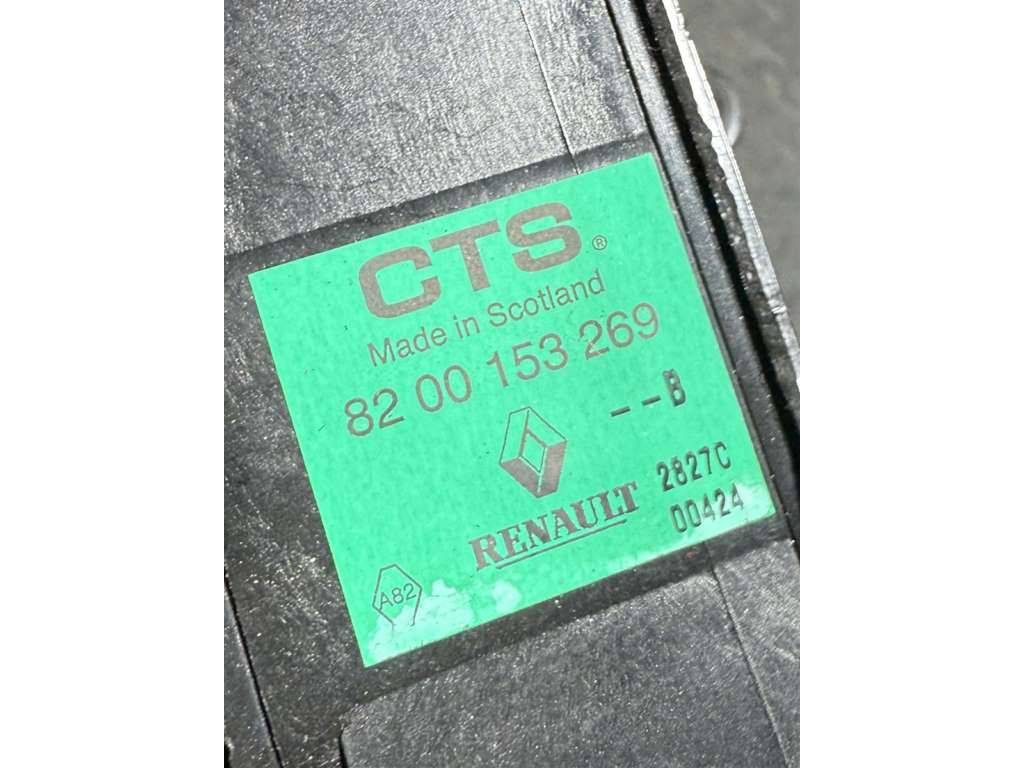 CTS®
Made in Scotland
82 00 153 269
--B
RENAULT
2827C
00424
A82